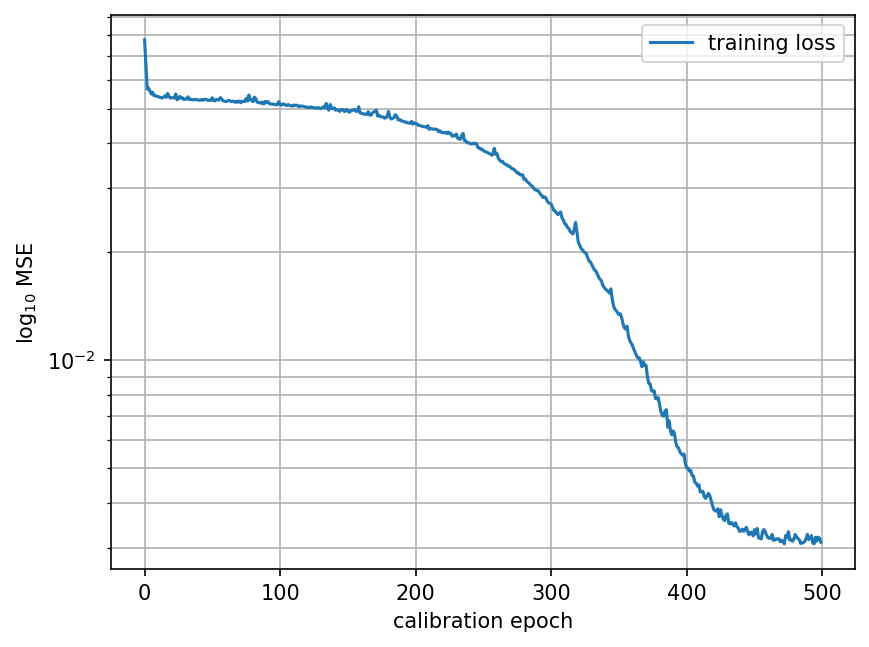 training loss
log₁₀ MSE
10⁻²
0 100 200 300 400 500
calibration epoch